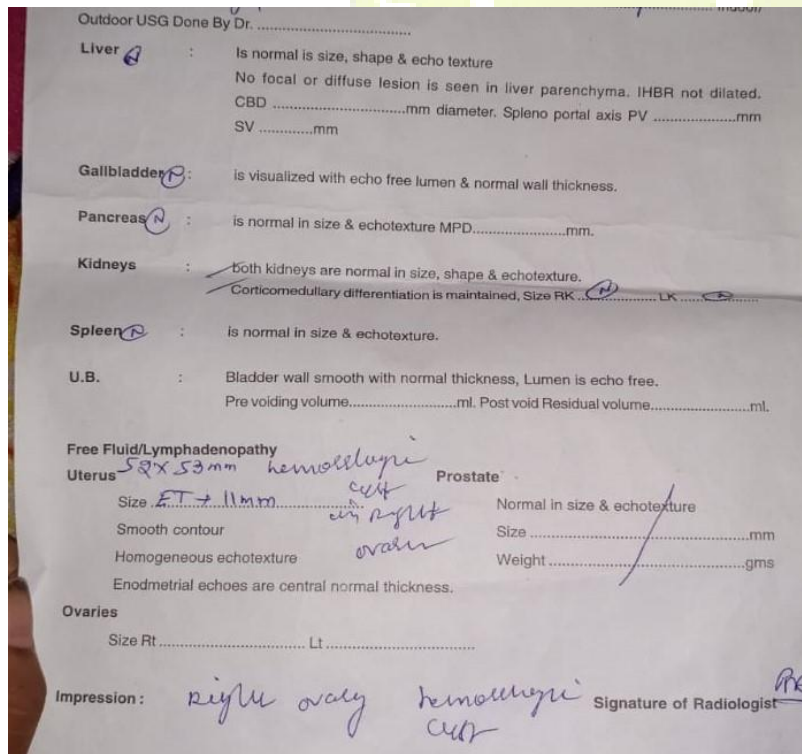 Outdoor USG Done By Dr. ............................................
Liver N : Is normal is size, shape & echo texture
No focal or diffuse lesion is seen in liver parenchyma. IHBR not dilated.
CBD ..............................mm diameter. Spleno portal axis PV ..................mm
SV .............mm
Gallbladder N : is visualized with echo free lumen & normal wall thickness.
Pancreas N : is normal in size & echotexture MPD.......................mm.
Kidneys : both kidneys are normal in size, shape & echotexture.
Corticomedullary differentiation is maintained, Size RK ..N............... LK ......N........
Spleen N : is normal in size & echotexture.
U.B. : Bladder wall smooth with normal thickness, Lumen is echo free.
Pre voiding volume..........................ml. Post void Residual volume........................ml.
Free Fluid/Lymphadenopathy
Uterus 52 X 53 mm hemorrhagic Prostate
cyst
Size ET → 11mm in right Normal in size & echotexture
Smooth contour ovary Size ......................................................mm
Homogeneous echotexture Weight .................................................gms
Enodmetrial echoes are central normal thickness.
Ovaries
Size Rt ................................. Lt ..................................
Impression : Right ovary hemorrhagic Signature of Radiologist
cyst